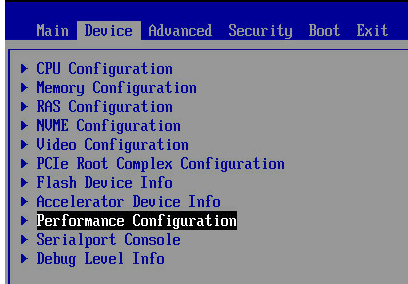 Main Device Advanced Security Boot Exit
CPU Configuration
Memory Configuration
RAS Configuration
NVME Configuration
Video Configuration
PCIe Root Complex Configuration
Flash Device Info
Accelerator Device Info
Performance Configuration
Serialport Console
Debug Level Info